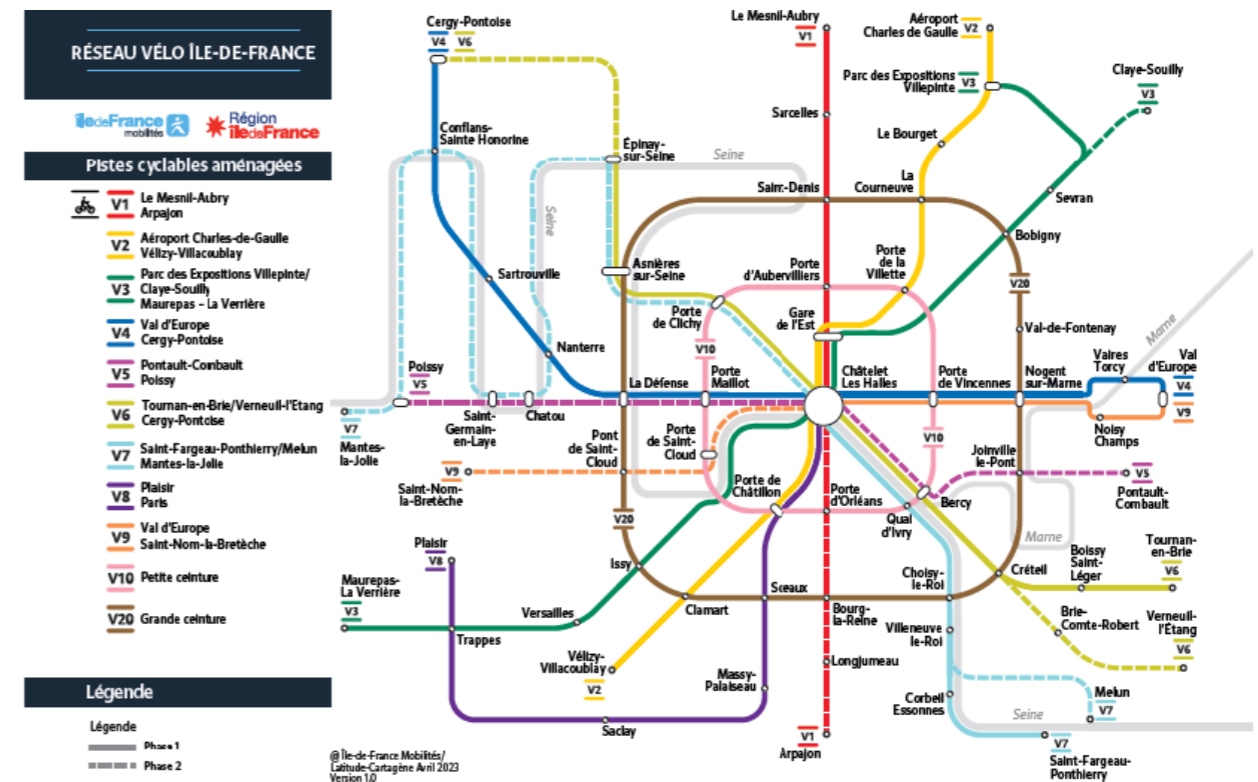 RÉSEAU VÉLO ÎLE-DE-FRANCE
îledeFrance
mobilités
Région
îledeFrance
Pistes cyclables aménagées
V1
Le Mesnil-Aubry
Arpajon
V2
Aéroport Charles-de-Gaulle
Vélizy-Villacoublay
V3
Parc des Expositions Villepinte/
Claye-Souilly
Maurepas - La Verrière
V4
Val d'Europe
Cergy-Pontoise
V5
Pontault-Combault
Poissy
V6
Tournan-en-Brie/Verneuil-l'Etang
Cergy-Pontoise
V7
Saint-Fargeau-Ponthierry/Melun
Mantes-la-Jolie
V8
Plaisir
Paris
V9
Val d'Europe
Saint-Nom-la-Bretèche
V10
Petite ceinture
V20
Grande ceinture
Légende
Légende
Phase 1
Phase 2
@ Île-de-France Mobilités/
Latitude-Cartagène Avril 2023
Version 1.0
Cergy-Pontoise
V4 V6
Le Mesnil-Aubry
V1
Aéroport
Charles de Gaulle
V2
Parc des Expositions
Villepinte
V3
Claye-Souilly
V3
Conflans-
Sainte Honorine
Épinay-
sur-Seine
Seine
Seine
Sarcelles
Le Bourget
Saint-Denis
La
Courneuve
Sevran
Bobigny
Sartrouville
Asnières
sur-Seine
Porte
d'Aubervilliers
Porte
de la
Villette
V20
Porte
de Clichy
Gare
de l'Est
Val-de-Fontenay
Marne
Nanterre
V10
Poissy
V5
La Défense
Porte
Maillot
Châtelet
Les Halles
Porte
de Vincennes
Nogent
sur-Marne
Vaires
Torcy
Val
d'Europe
V4
V9
V7
Mantes-
la-Jolie
Saint-
Germain-
en-Laye
Chatou
Pont
de Saint-
Cloud
Porte
de Saint-
Cloud
V10
Noisy
Champs
V9
Saint-Nom-
la-Bretèche
Joinville
le-Pont
V5
Pontault-
Combault
Porte de
Châtillon
Porte
d'Orléans
Bercy
Quai
d'Ivry
V20
Marne
Plaisir
V8
Issy
Choisy-
le-Roi
Créteil
Boissy
Saint-
Léger
Tournan-
en-Brie
V6
Maurepas-
La Verrière
V3
Versailles
Clamart
Sceaux
Bourg-
la-Reine
Brie-
Comte-Robert
Verneuil-
l'Étang
V6
Trappes
Villeneuve
le-Roi
Vélizy-
Villacoublay
V2
Massy-
Palaiseau
Longjumeau
Corbeil
Essonnes
Melun
V7
Saclay
Seine
V1
Arpajon
V7
Saint-Fargeau-
Ponthierry